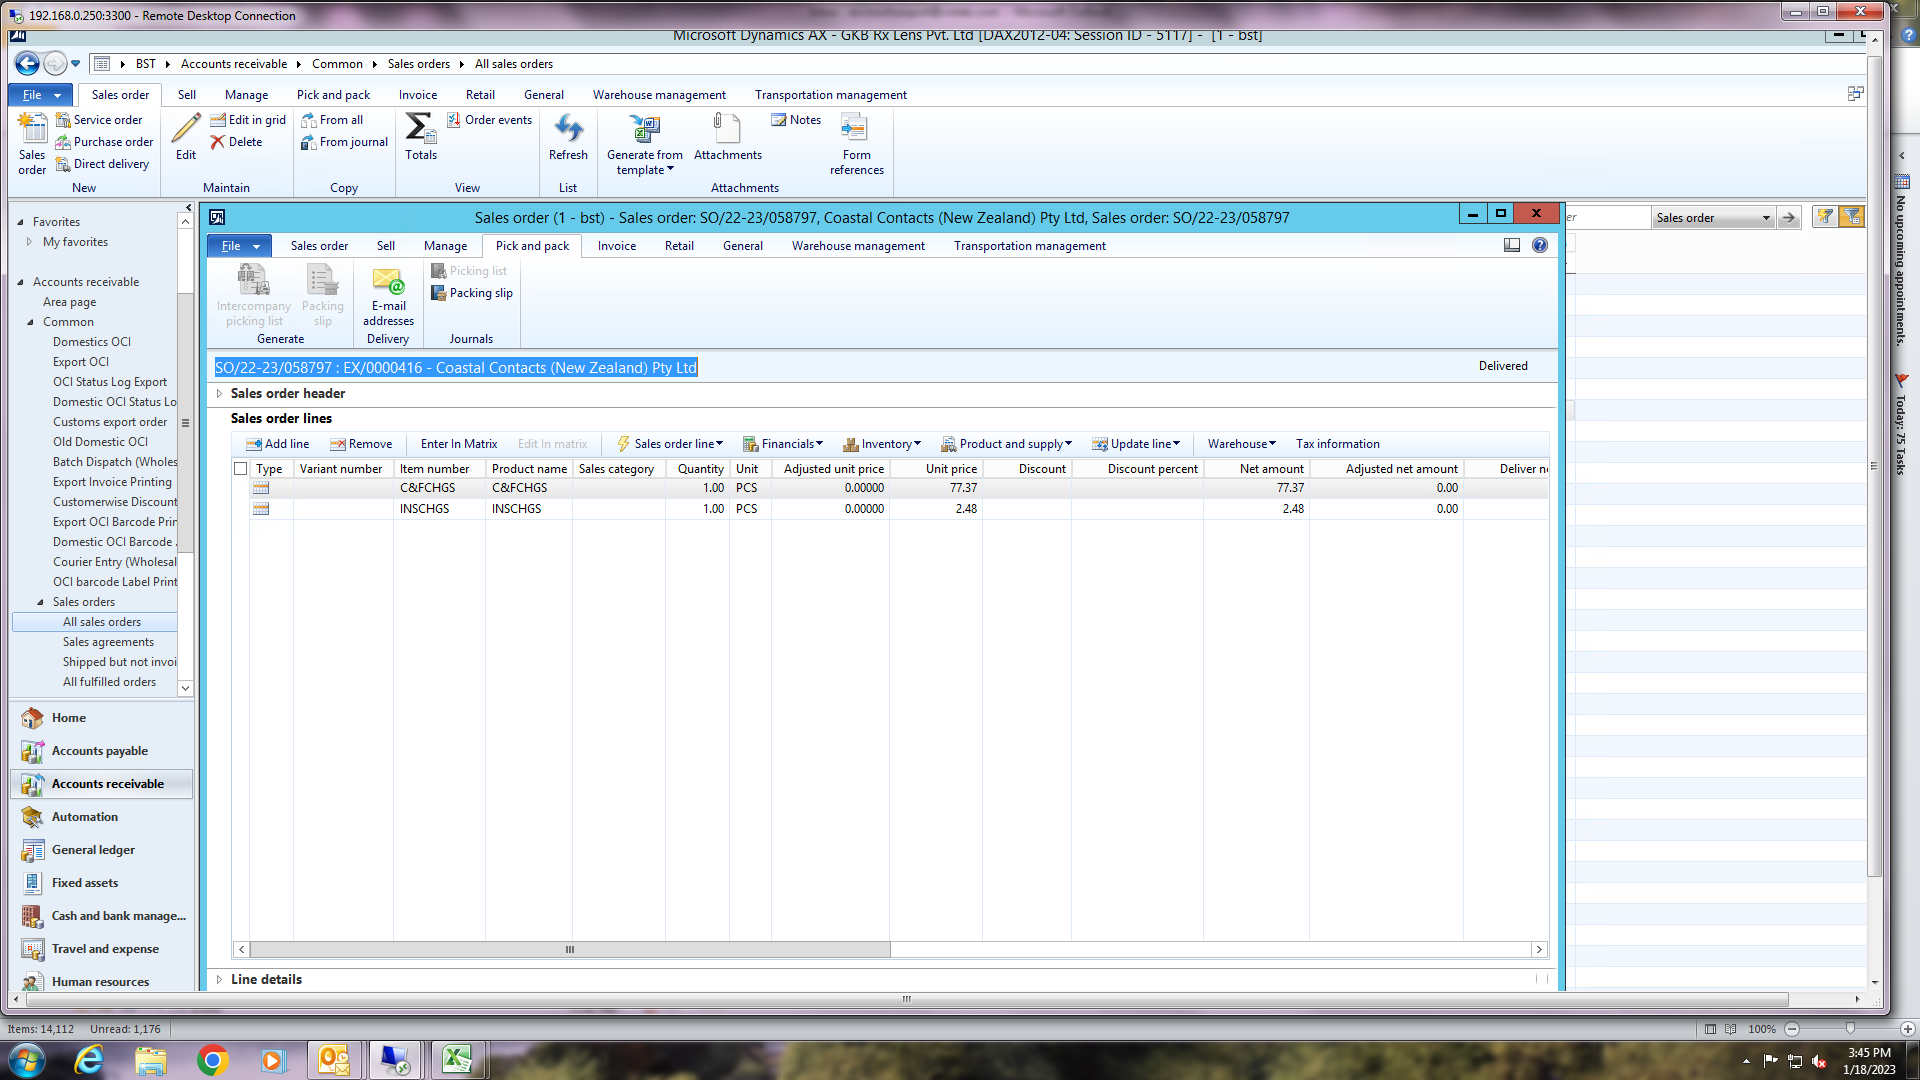 192.168.0.250:3300 - Remote Desktop Connection
Microsoft Dynamics AX - GKB Rx Lens Pvt. Ltd [DAX2012-04: Session ID - 5117] - [1 - bst]
BST Accounts receivable Common Sales orders All sales orders
File Sales order Sell Manage Pick and pack Invoice Retail General Warehouse management Transportation management
Sales order
Service order
Purchase order
Direct delivery
New
Edit
Edit in grid
Delete
Maintain
From all
From journal
Copy
Totals
Order events
View
Refresh
List
Generate from template
Attachments
Notes
Form references
Attachments
Favorites
My favorites
Accounts receivable
Area page
Common
Domestics OCI
Export OCI
OCI Status Log Export
Domestic OCI Status Lo
Customs export order
Old Domestic OCI
Batch Dispatch (Wholes
Export Invoice Printing
Customerwise Discount
Export OCI Barcode Prin
Domestic OCI Barcode
Courier Entry (Wholesal
OCI barcode Label Print
Sales orders
All sales orders
Sales agreements
Shipped but not invoi
All fulfilled orders
Home
Accounts payable
Accounts receivable
Automation
General ledger
Fixed assets
Cash and bank manage...
Travel and expense
Human resources
Sales order (1 - bst) - Sales order: SO/22-23/058797, Coastal Contacts (New Zealand) Pty Ltd, Sales order: SO/22-23/058797
er Sales order
File Sales order Sell Manage Pick and pack Invoice Retail General Warehouse management Transportation management
Intercompany picking list
Packing slip
Generate
E-mail addresses
Delivery
Picking list
Packing slip
Journals
SO/22-23/058797 : EX/0000416 - Coastal Contacts (New Zealand) Pty Ltd
Delivered
Sales order header
Sales order lines
Add line Remove Enter In Matrix Edit In matrix Sales order line Financials Inventory Product and supply Update line Warehouse Tax information
Type Variant number Item number Product name Sales category Quantity Unit Adjusted unit price Unit price Discount Discount percent Net amount Adjusted net amount Deliver n
C&FCHGS C&FCHGS 1.00 PCS 0.00000 77.37 77.37 0.00
INSCHGS INSCHGS 1.00 PCS 0.00000 2.48 2.48 0.00
Line details
No upcoming appointments.
Today: 75 Tasks
Items: 14,112 Unread: 1,176
100%
3:45 PM
1/18/2023